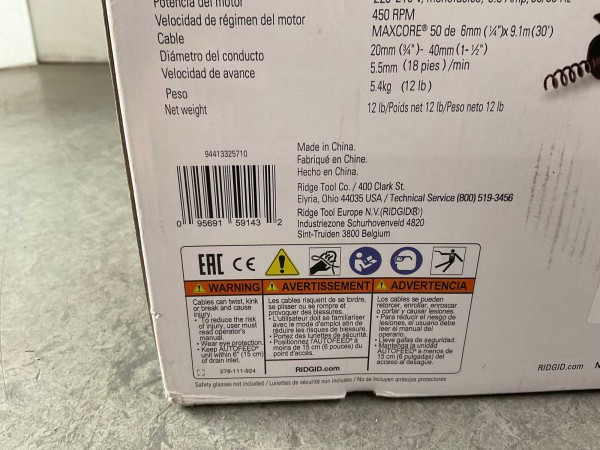 Potencia del motor
Velocidad de régimen del motor
450 RPM
Cable
MAXCORE® 50 de 6mm (¼")x 9.1m(30')
Diámetro del conducto
20mm (¾")- 40mm(1-½")
Velocidad de avance
5.5mm (18 pies) /min
Peso
5.4kg (12 lb)
Net weight
12 lb/Poids net 12 lb/Peso neto 12 lb
94413325710
0 95691 59143 2
Made in China.
Fabriqué en Chine.
Hecho en China.
Ridge Tool Co. / 400 Clark St.
Elyria, Ohio 44035 USA / Technical Service (800) 519-3456
Ridge Tool Europe N.V.(RIDGID®)
Industriezone Schurhovenveld 4820
Sint-Truiden 3800 Belgium
EAC CE
WARNING
Cables can twist, kink
or break and cause
injury.
• To reduce the risk
of injury, user must
read operator's
manual.
• Wear eye protection.
• Keep AUTOFEED®
unit within 6" (15 cm)
of drain inlet.
278-111-924
AVERTISSEMENT
Les cables risquent de se tordre,
se plisser ou se rompre et
provoquer des blessures.
• L'utilisateur doit se familiariser
avec le mode d'emploi afin de
réduire les risques de blessure.
• Portez des lunettes de sécurité.
• Positionnez l'AUTOFEED® à
moins de 15 cm (6 pouces) du
point d'accès.
RIDGID.com
ADVERTENCIA
Los cables se pueden
retorcer, enrollar, enroscar
o cortar y causar lesiones.
• Para reducir el riesgo de
lesiones, el usuario debe
leer el manual del
operador.
• Lleve gafas de seguridad.
• Mantenga la unidad
AUTOFEED® a menos de
15 cm (6 pulgadas) del
acceso al desague.
Safety glasses not included / Lunettes de sécurité non inclues / No se incluyen anteojos protectores
RIDGID.com